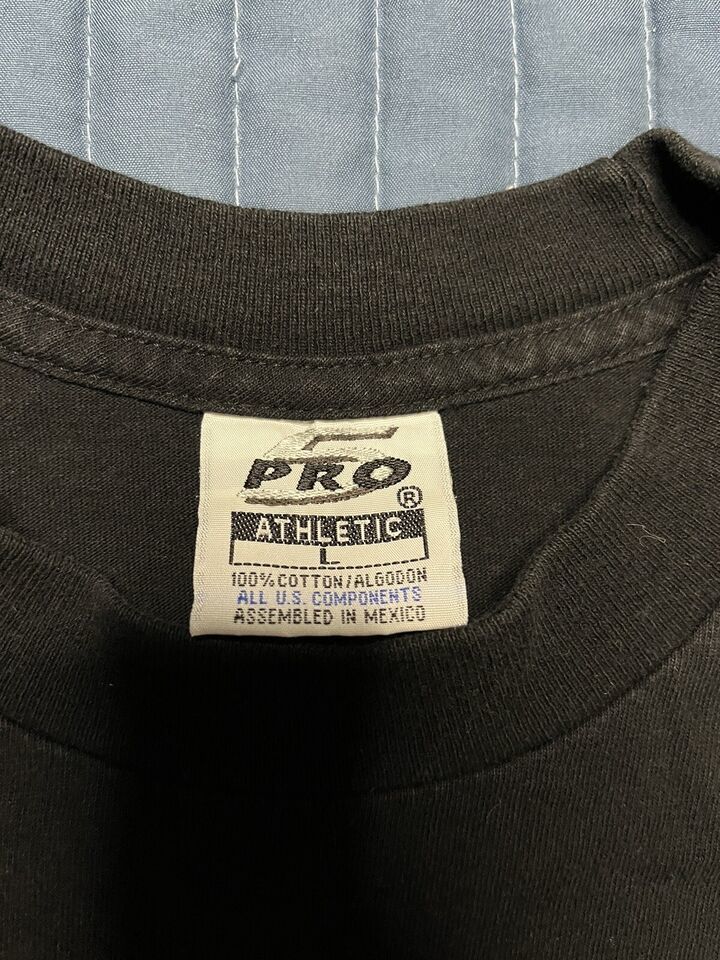 PRO 5
®
ATHLETIC
L
100% COTTON/ALGODON
ALL U.S. COMPONENTS
ASSEMBLED IN MEXICO